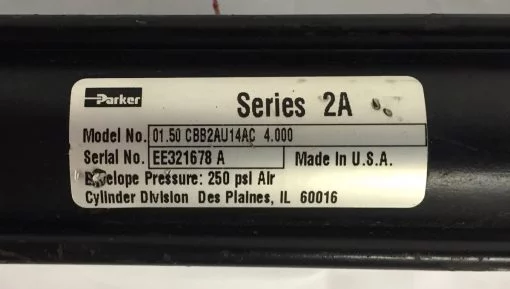 Parker
Series 2A
Model No. 01.50 CBB2AU14AC 4.000
Serial No. EE321678 A Made In U.S.A.
Envelope Pressure: 250 psi Air
Cylinder Division Des Plaines, IL 60016